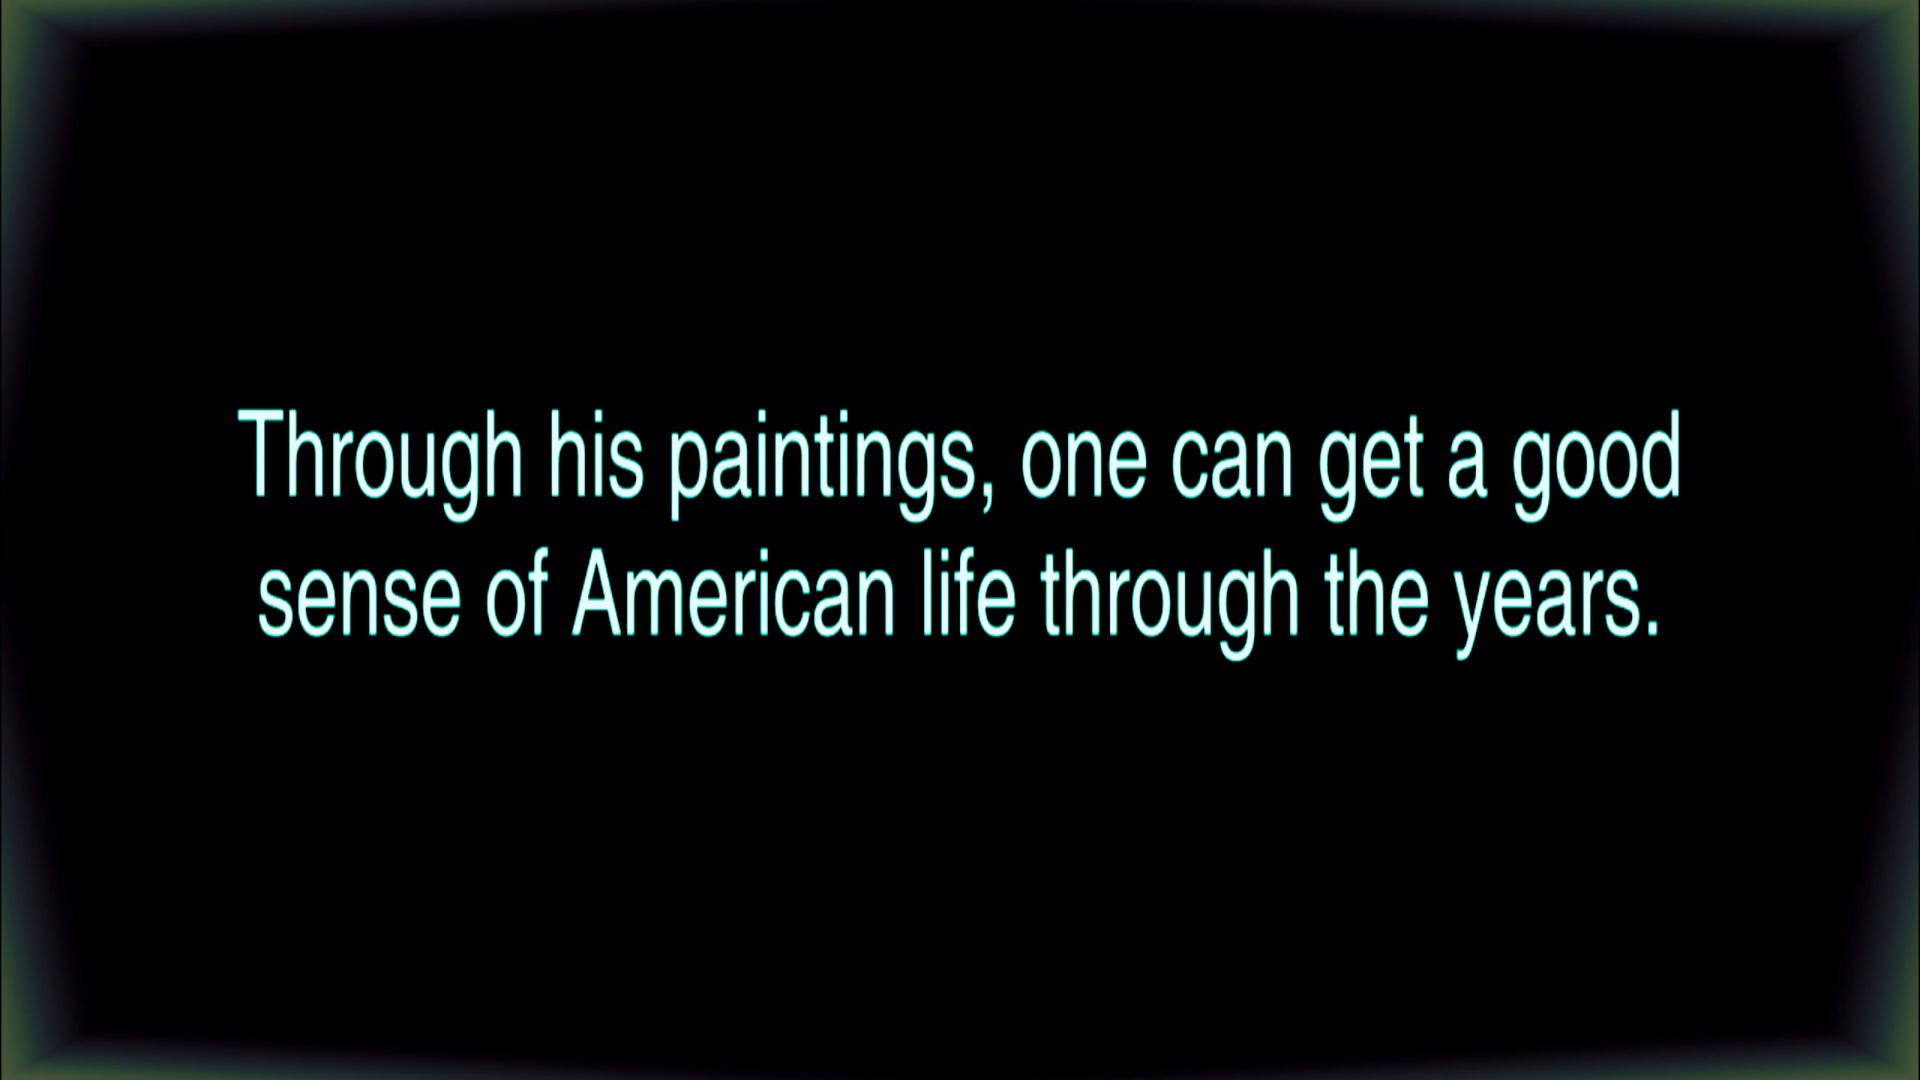 Through his paintings, one can get a good
sense of American life through the years.